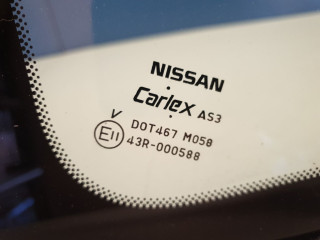 NISSAN
Carlex AS3
V
E11 DOT467 M058
43R-000588